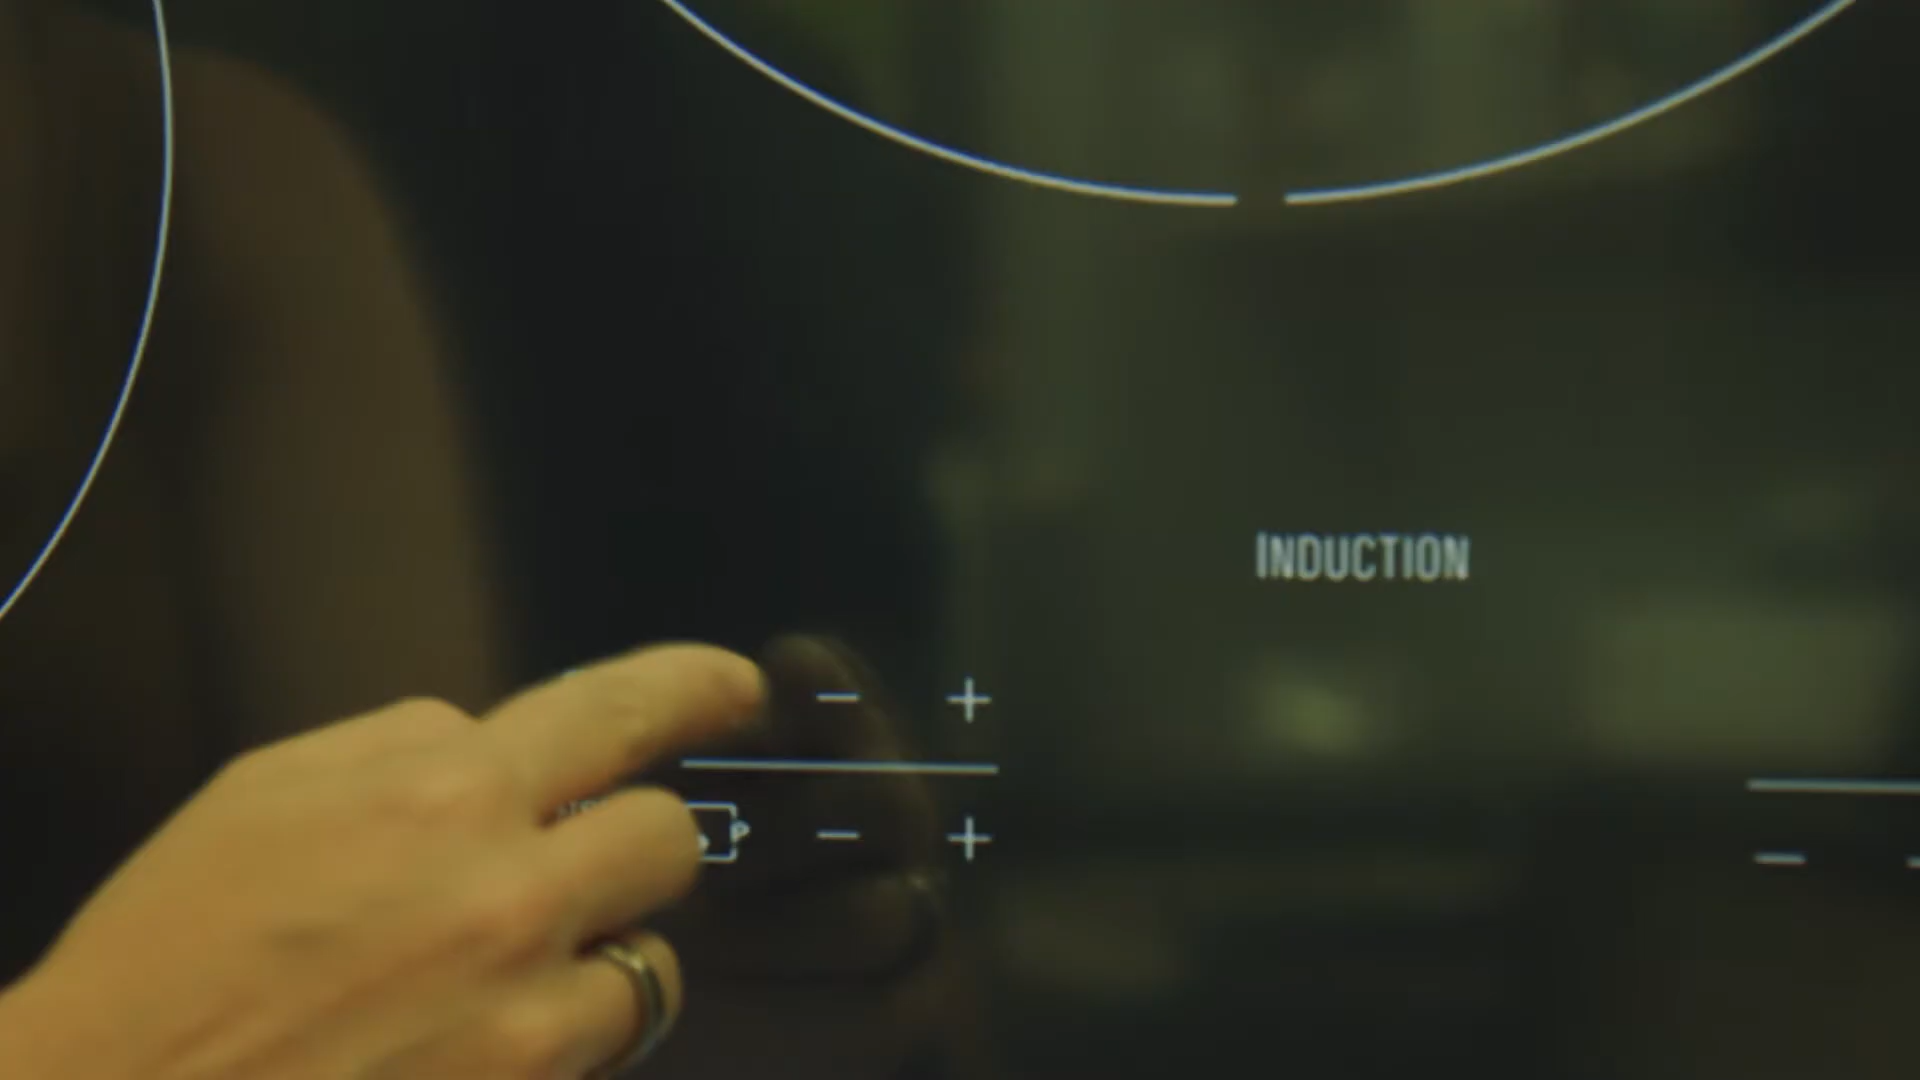 INDUCTION
− +
P − +
−